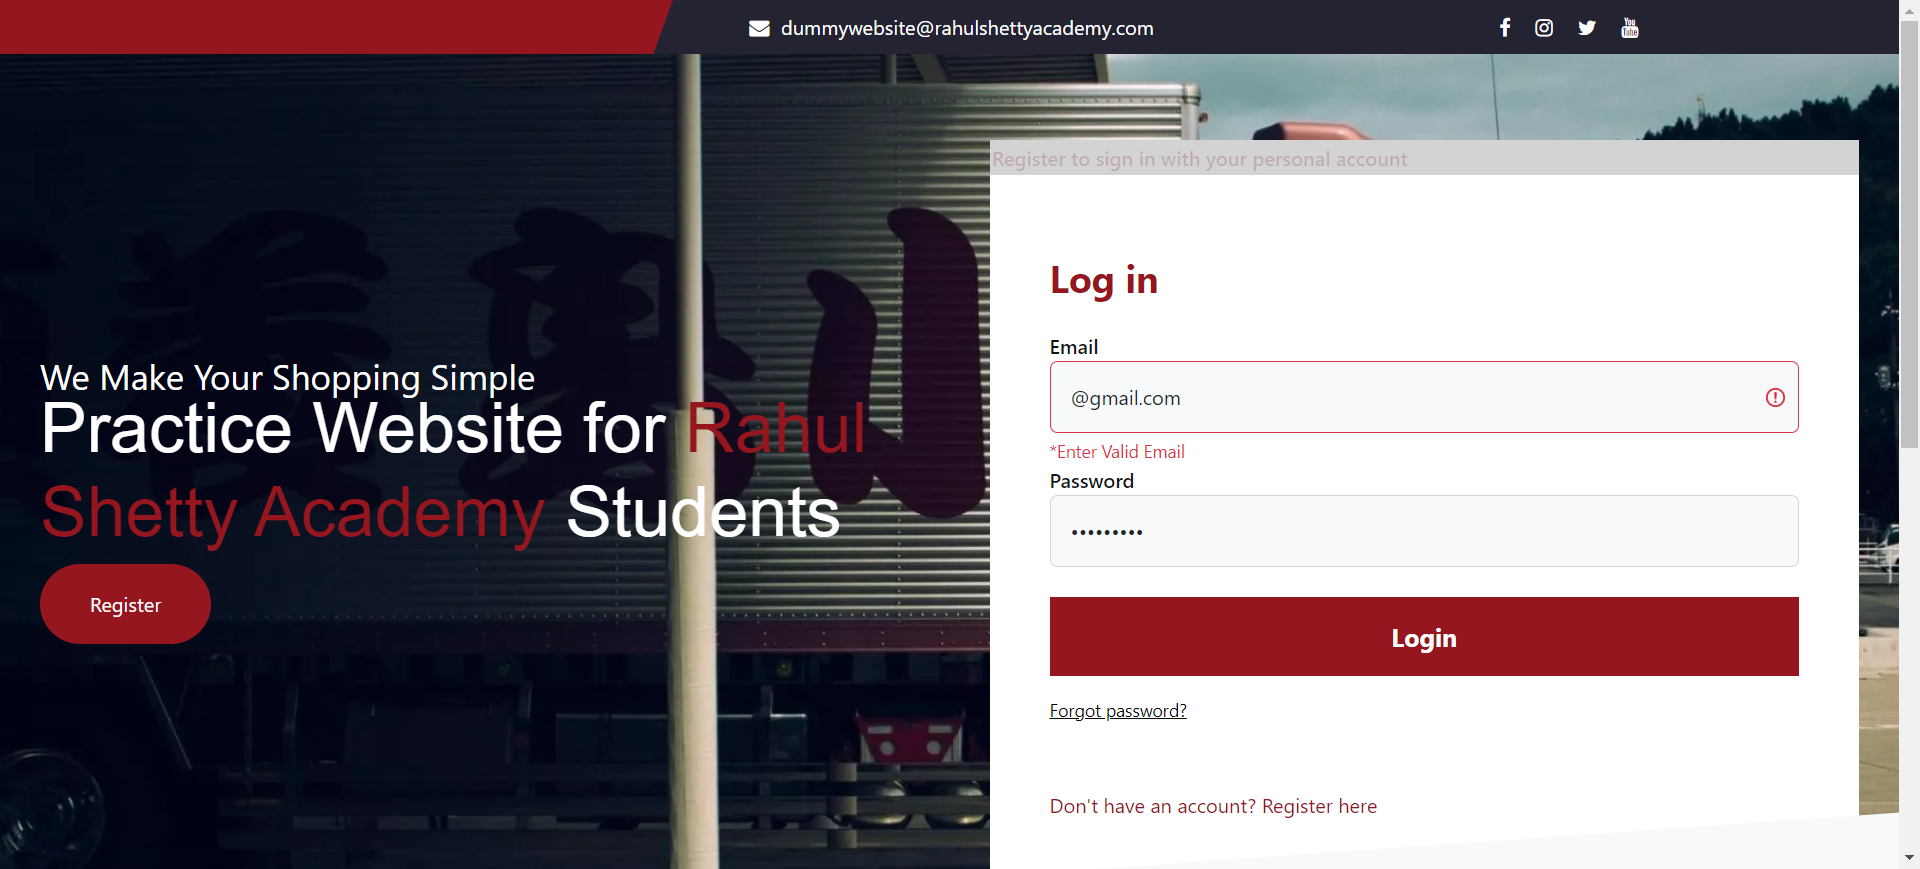 dummywebsite@rahulshettyacademy.com
We Make Your Shopping Simple
Practice Website for Rahul
Shetty Academy Students
Register
Register to sign in with your personal account
Log in
Email
@gmail.com
*Enter Valid Email
Password
•••••••••
Login
Forgot password?
Don't have an account? Register here